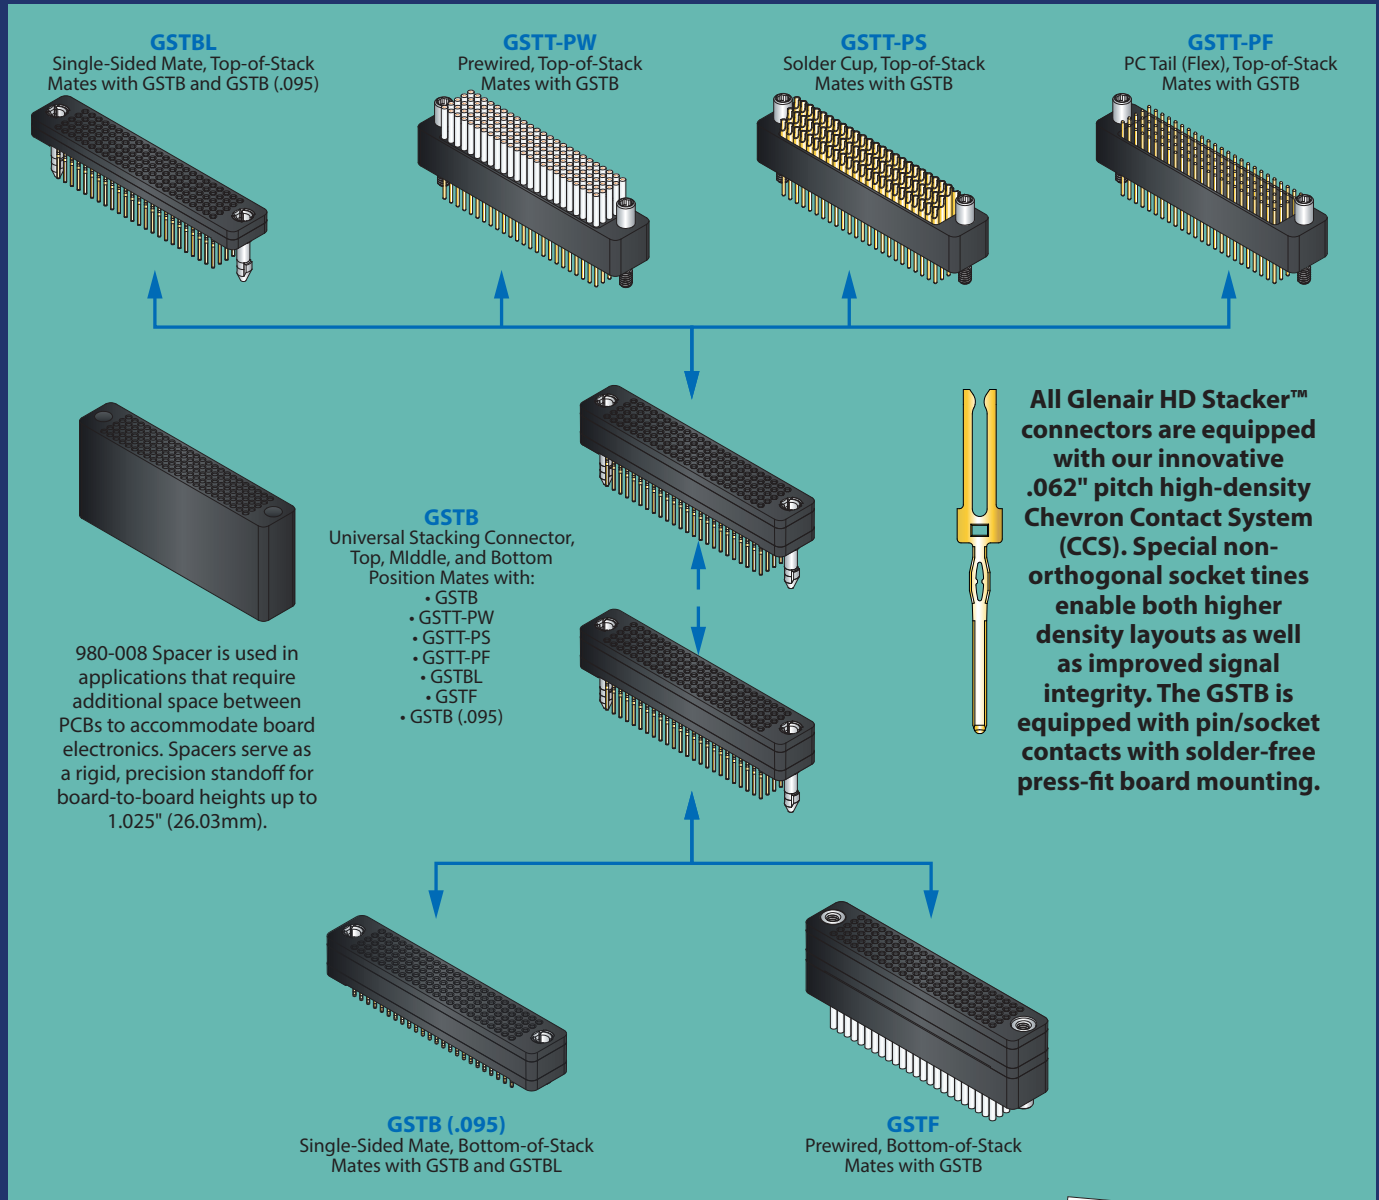 GSTBL
Single-Sided Mate, Top-of-Stack
Mates with GSTB and GSTB (.095)
GSTT-PW
Prewired, Top-of-Stack
Mates with GSTB
GSTT-PS
Solder Cup, Top-of-Stack
Mates with GSTB
GSTT-PF
PC Tail (Flex), Top-of-Stack
Mates with GSTB
980-008 Spacer is used in
applications that require
additional space between
PCBs to accommodate board
electronics. Spacers serve as
a rigid, precision standoff for
board-to-board heights up to
1.025" (26.03mm).
GSTB
Universal Stacking Connector,
Top, MIddle, and Bottom
Position Mates with:
• GSTB
• GSTT-PW
• GSTT-PS
• GSTT-PF
• GSTBL
• GSTF
• GSTB (.095)
All Glenair HD Stacker™
connectors are equipped
with our innovative
.062" pitch high-density
Chevron Contact System
(CCS). Special non-
orthogonal socket tines
enable both higher
density layouts as well
as improved signal
integrity. The GSTB is
equipped with pin/socket
contacts with solder-free
press-fit board mounting.
GSTB (.095)
Single-Sided Mate, Bottom-of-Stack
Mates with GSTB and GSTBL
GSTF
Prewired, Bottom-of-Stack
Mates with GSTB